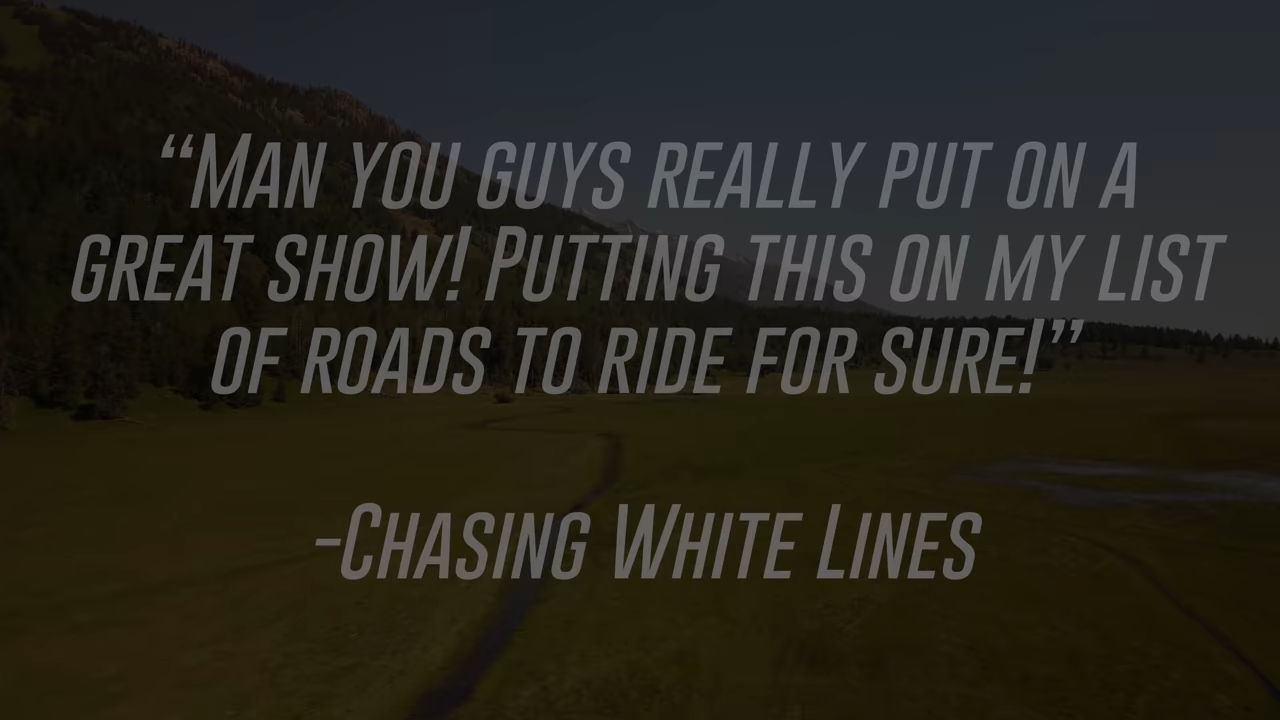 “Man you guys really put on a
great show! Putting this on my list
of roads to ride for sure!”
-Chasing White Lines